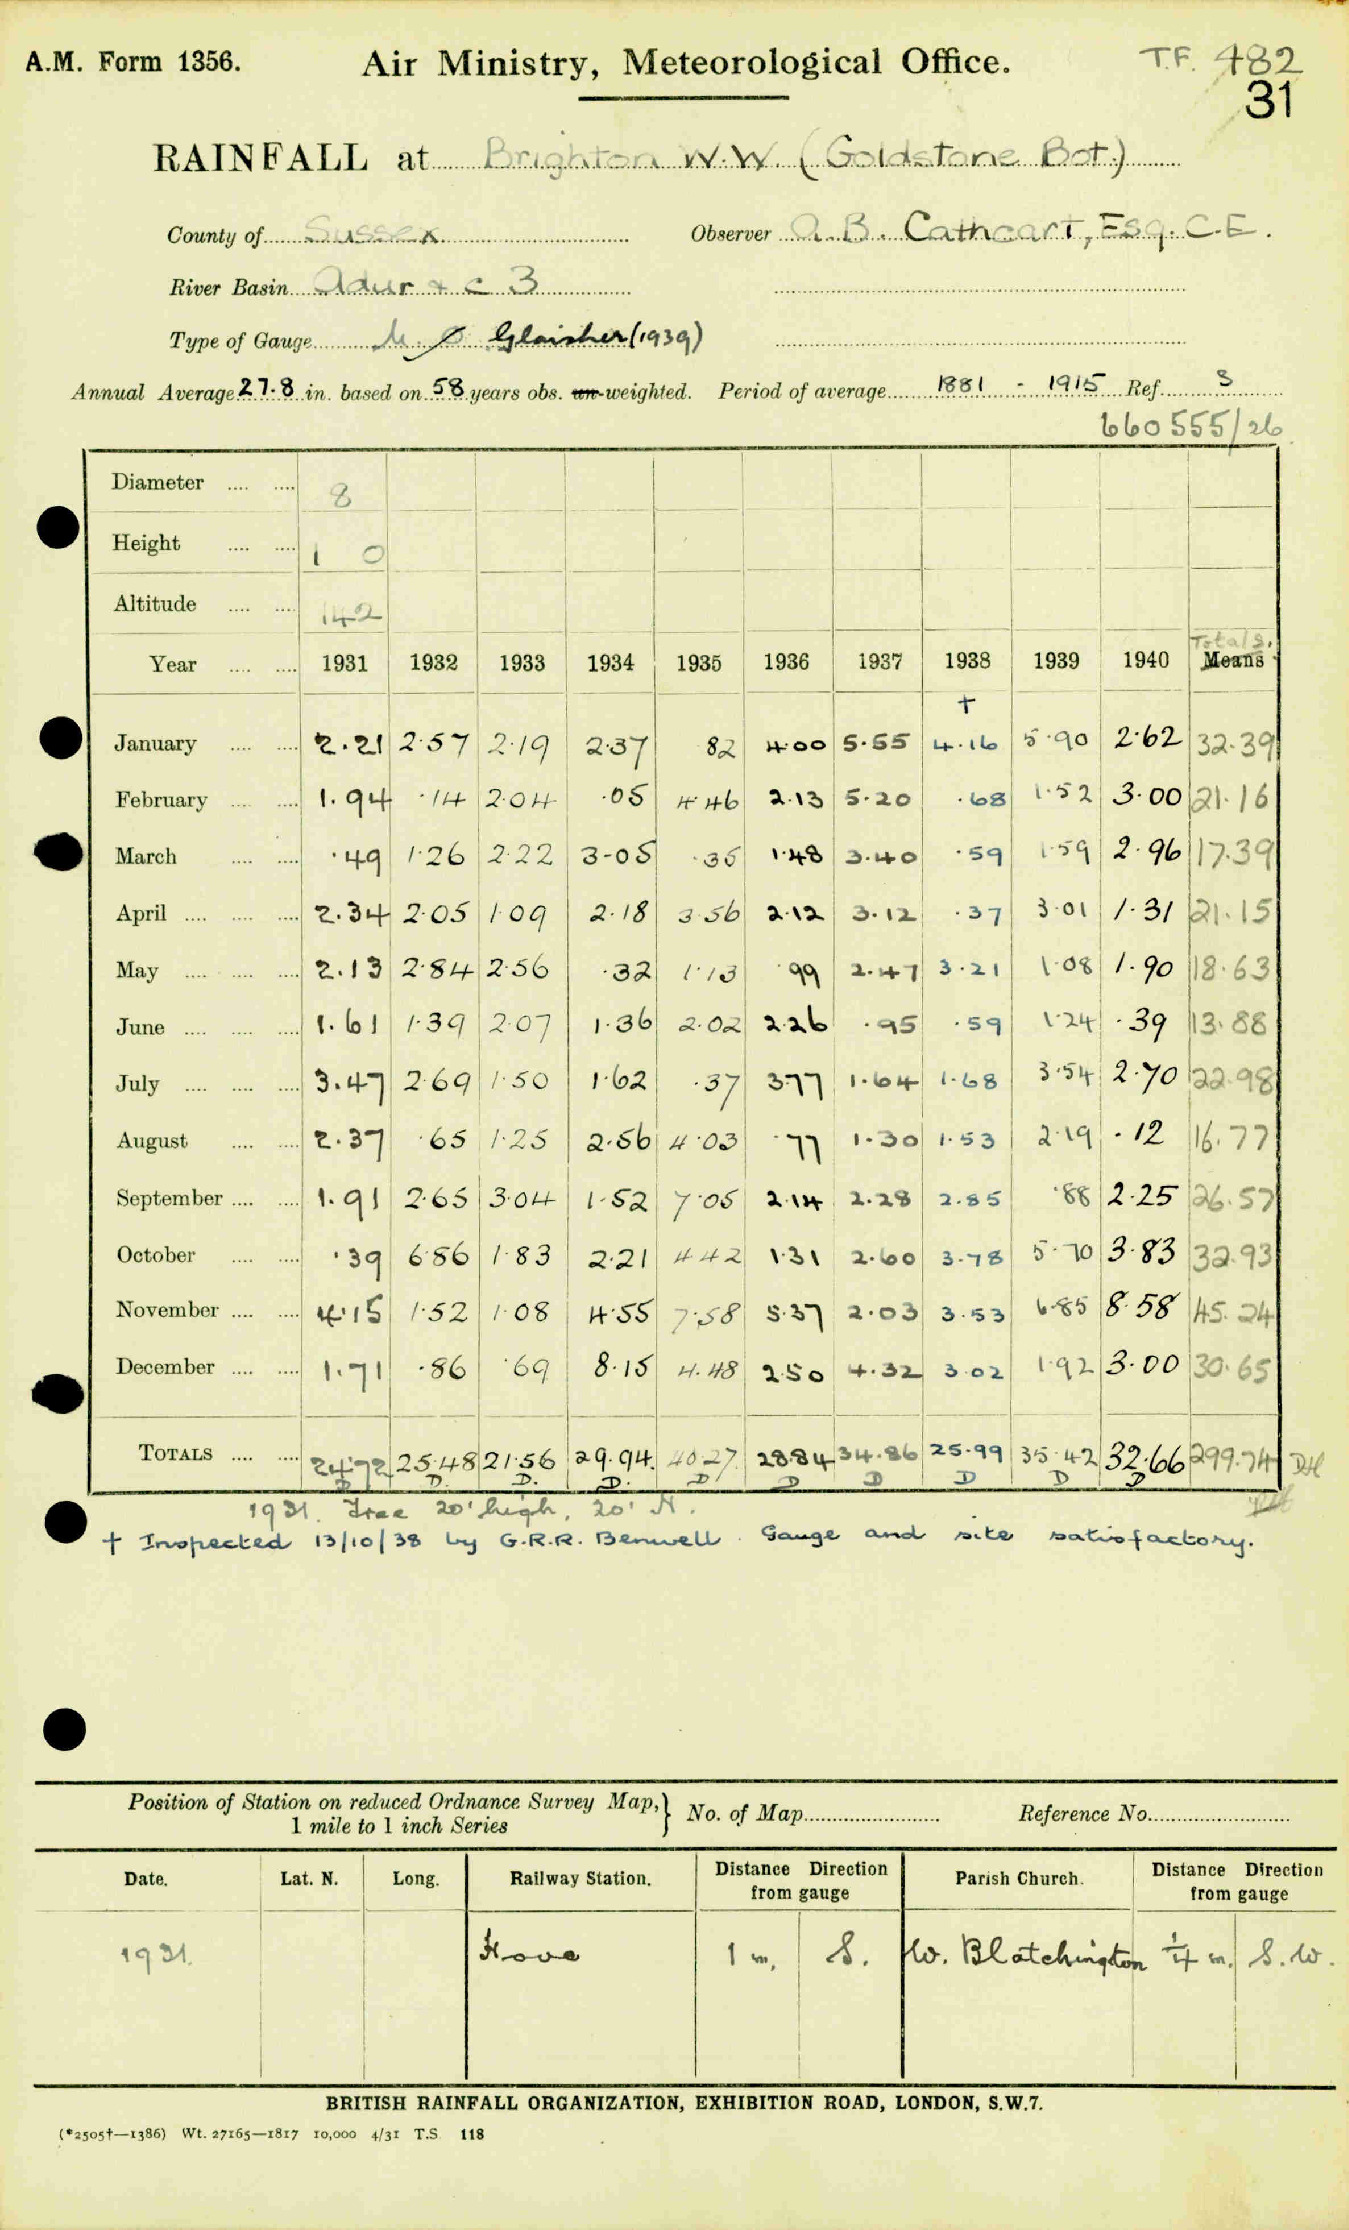 A.M. Form 1356. Air Ministry, Meteorological Office. T.F. 482
31
RAINFALL at Brighton W.W. (Goldstone Bot.)
County of Sussex Observer A. B. Cathcart, Esq. C.E.
River Basin Adur & c 3
Type of Gauge M. O Glaisher (1939)
Annual Average 27.8 in. based on 58 years obs. un-weighted. Period of average 1881 - 1915 Ref. S
660555/26
Diameter .... .... 8
Height .... .... 1 0
Altitude .... .... 142
Totals.
Year .... .... 1931 1932 1933 1934 1935 1936 1937 1938 1939 1940 Means
†
January .... .... 2.21 2.57 2.19 2.37 82 4.00 5.55 4.16 5.90 2.62 32.39
February .... .... 1.94 .14 2.04 .05 4.46 2.13 5.20 .68 1.52 3.00 21.16
March .... .... .49 1.26 2.22 3.05 .35 1.48 3.40 .59 1.59 2.96 17.39
April .... .... .... 2.34 2.05 1.09 2.18 3.56 2.12 3.12 .37 3.01 1.31 21.15
May .... .... .... 2.13 2.84 2.56 .32 1.13 .99 2.47 3.21 1.08 1.90 18.63
June .... .... .... 1.61 1.39 2.07 1.36 2.02 2.26 .95 .59 1.24 .39 13.88
July .... .... .... 3.47 2.69 1.50 1.62 .37 3.77 1.64 1.68 3.54 2.70 22.98
August .... .... 2.37 .65 1.25 2.56 4.03 .77 1.30 1.53 2.19 .12 16.77
September .... .... 1.91 2.65 3.04 1.52 7.05 2.14 2.28 2.85 .88 2.25 26.57
October .... .... .39 6.86 1.83 2.21 4.42 1.31 2.60 3.78 5.70 3.83 32.93
November .... .... 4.15 1.52 1.08 4.55 7.58 5.37 2.03 3.53 6.85 8.58 45.24
December .... .... 1.71 .86 .69 8.15 4.48 2.50 4.32 3.02 1.92 3.00 30.65
TOTALS .... .... 24.72 25.48 21.56 29.94 40.27 28.84 34.86 25.99 35.42 32.66 299.74 DH
D D. D. D. D D D D D D
1931. Tree 20' high, 20' N.
† Inspected 13/10/38 by G.R.R. Benwell. Gauge and site satisfactory.
Position of Station on reduced Ordnance Survey Map,} No. of Map Reference No.
1 mile to 1 inch Series
Date. Lat. N. Long. Railway Station. Distance Direction from gauge Parish Church. Distance Direction from gauge
1931. Hove 1 m. S. W. Blatchington ¼ m. S.W.
BRITISH RAINFALL ORGANIZATION, EXHIBITION ROAD, LONDON, S.W.7.
(*2505†—1386) Wt. 27165—1817 10,000 4/31 T.S. 118